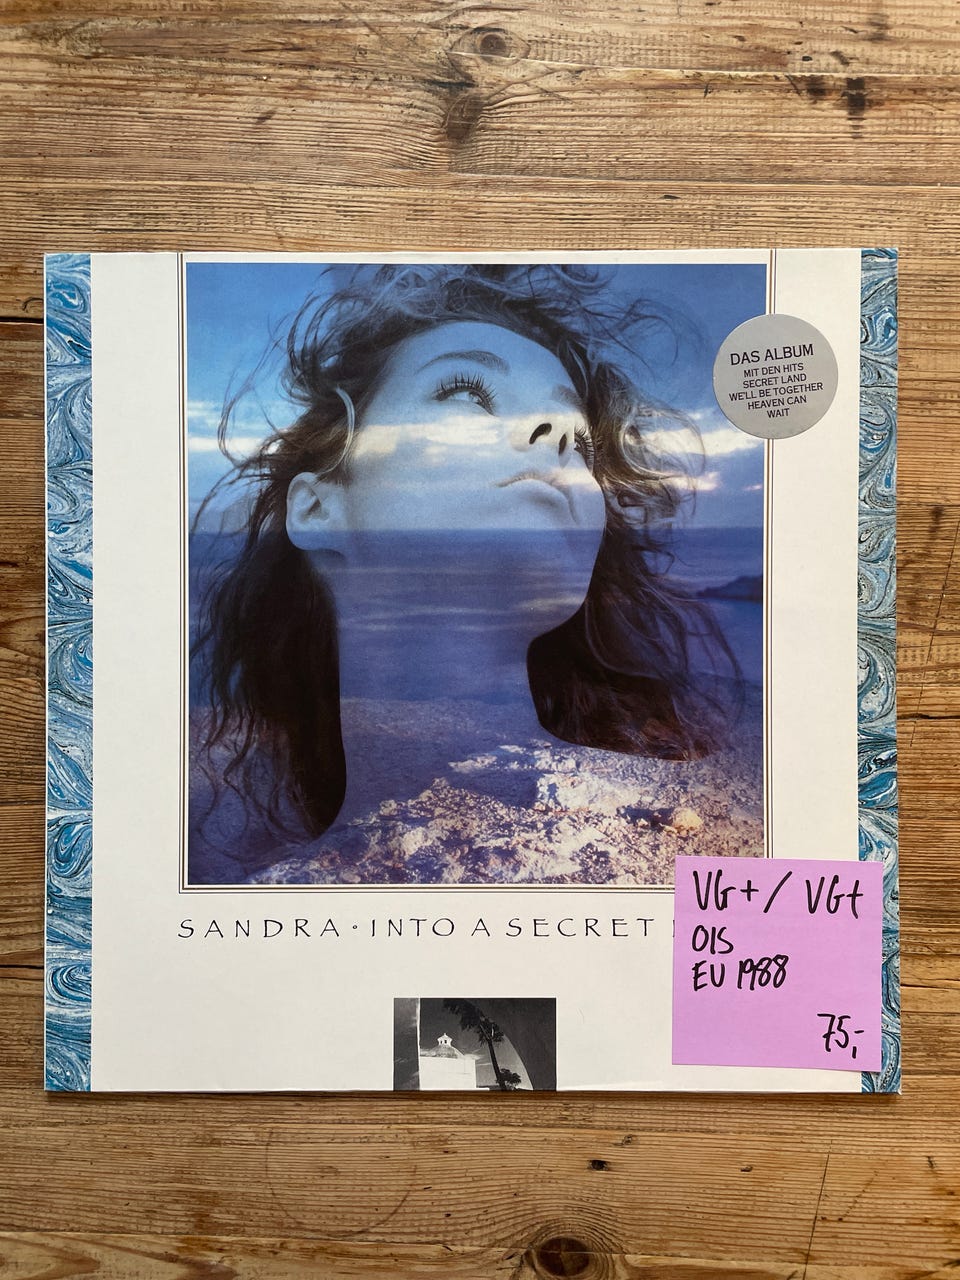 DAS ALBUM
MIT DEN HITS
SECRET LAND
WE'LL BE TOGETHER
HEAVEN CAN
WAIT
SANDRA • INTO A SECRET
VG+/VG+
OIS
EU 1988
75,-